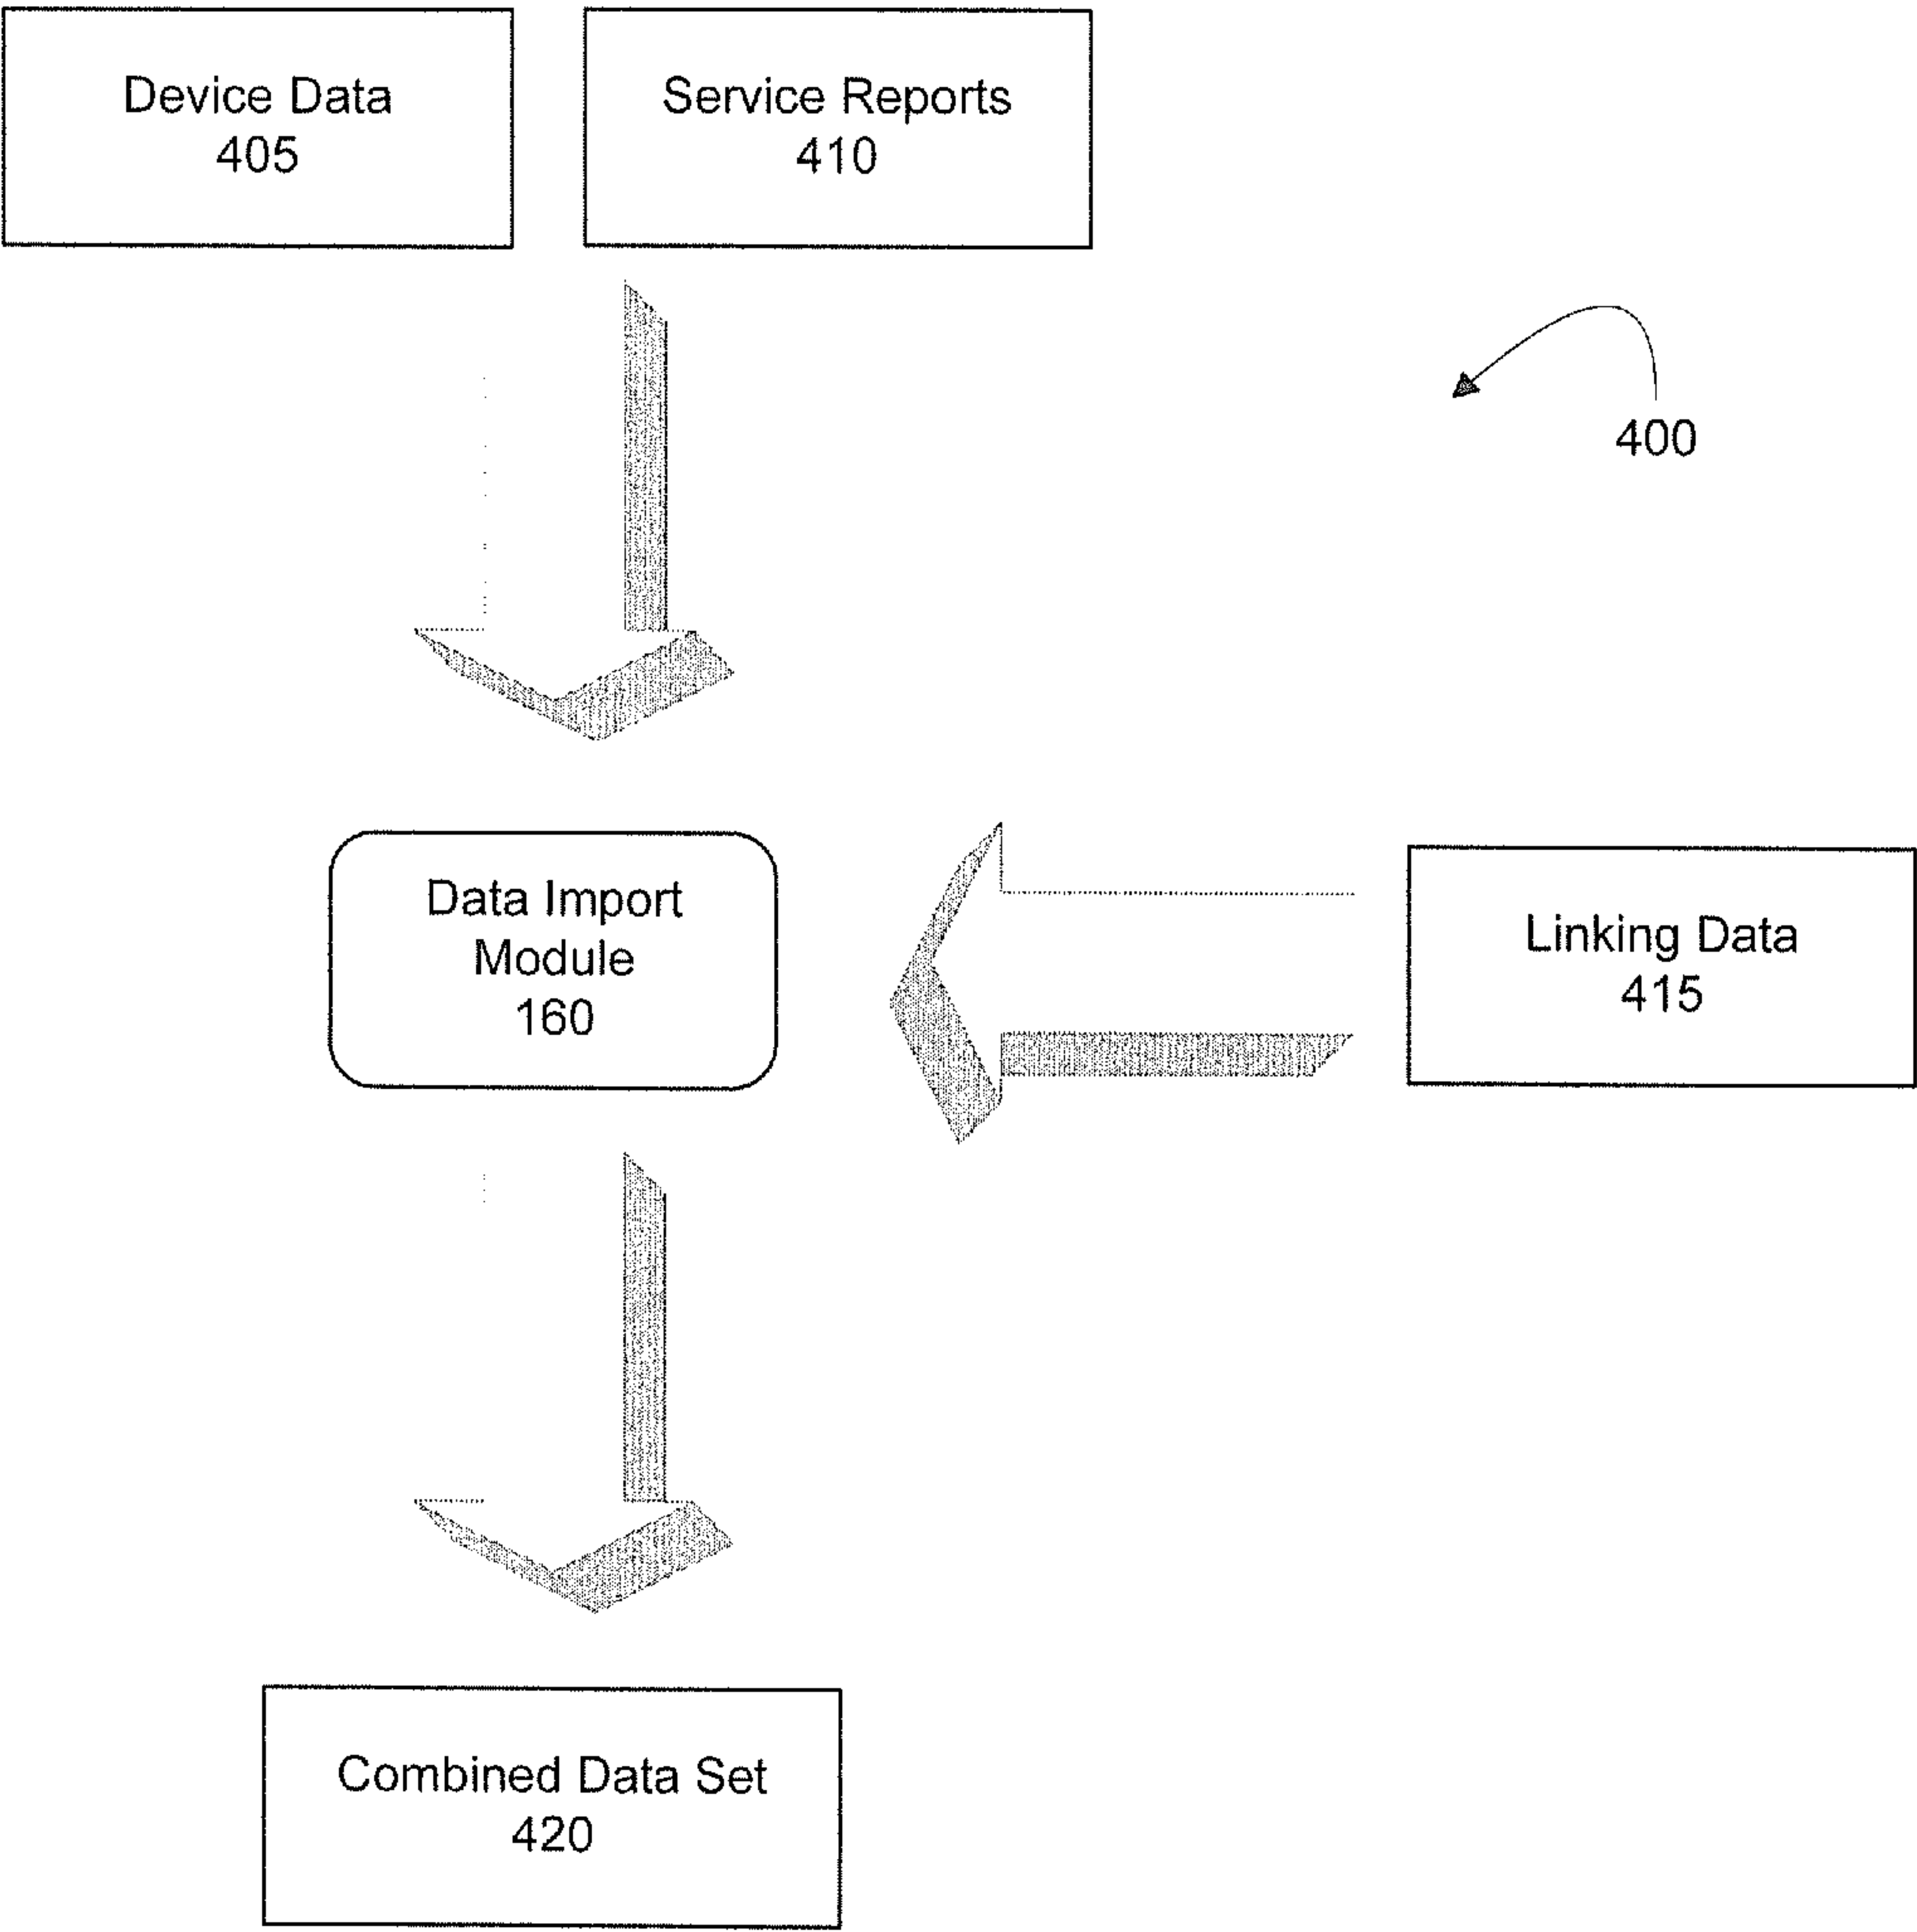 Device Data
405
Service Reports
410
400
Data Import
Module
160
Linking Data
415
Combined Data Set
420